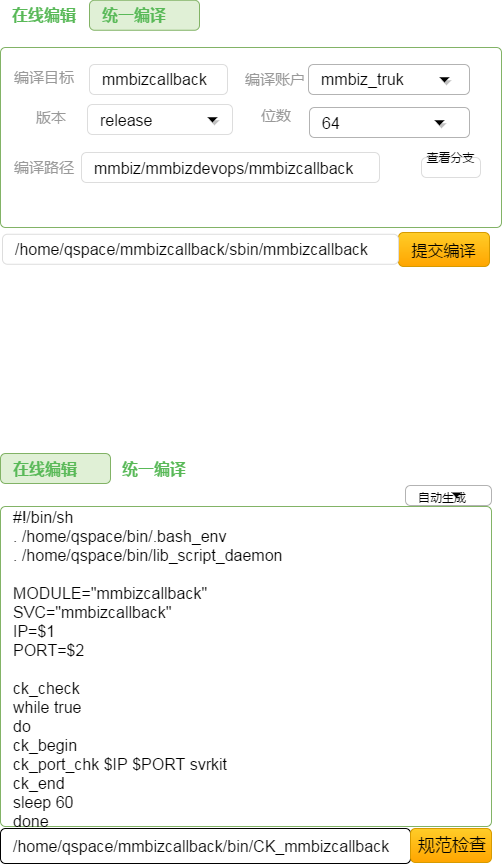 在线编辑 统一编译
编译目标 mmbizcallback 编译账户 mmbiz_truk
版本 release 位数 64
编译路径 mmbiz/mmbizdevops/mmbizcallback 查看分支
/home/qspace/mmbizcallback/sbin/mmbizcallback 提交编译
在线编辑 统一编译
自动生成
#!/bin/sh
. /home/qspace/bin/.bash_env
. /home/qspace/bin/lib_script_daemon
MODULE="mmbizcallback"
SVC="mmbizcallback"
IP=$1
PORT=$2
ck_check
while true
do
ck_begin
ck_port_chk $IP $PORT svrkit
ck_end
sleep 60
done
/home/qspace/mmbizcallback/bin/CK_mmbizcallback 规范检查